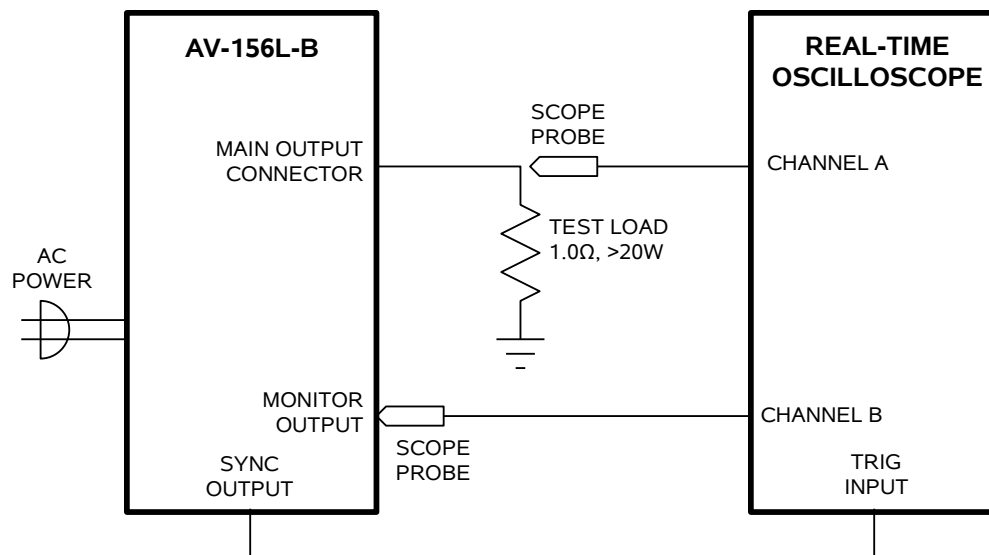 AV-156L-B
REAL-TIME
OSCILLOSCOPE
SCOPE
PROBE
MAIN OUTPUT
CONNECTOR
CHANNEL A
TEST LOAD
1.0Ω, >20W
AC
POWER
MONITOR
OUTPUT
CHANNEL B
SCOPE
PROBE
SYNC
OUTPUT
TRIG
INPUT